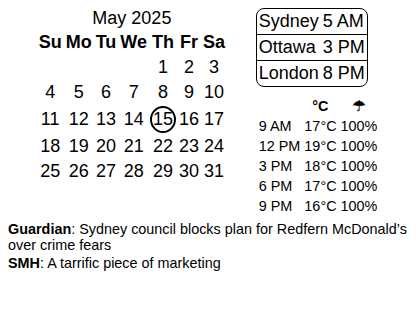 May 2025
Su Mo Tu We Th Fr Sa
1 2 3
4 5 6 7 8 9 10
11 12 13 14 15 16 17
18 19 20 21 22 23 24
25 26 27 28 29 30 31
Sydney 5 AM
Ottawa 3 PM
London 8 PM
°C ☂
9 AM 17°C 100%
12 PM 19°C 100%
3 PM 18°C 100%
6 PM 17°C 100%
9 PM 16°C 100%
Guardian: Sydney council blocks plan for Redfern McDonald’s
over crime fears
SMH: A tarrific piece of marketing